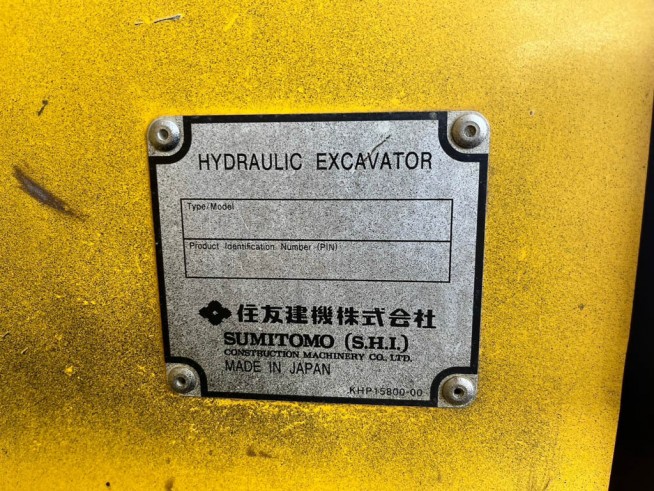 HYDRAULIC EXCAVATOR
Type/Model
Product Identification Number (PIN)
住友建機株式会社
SUMITOMO (S.H.I.)
CONSTRUCTION MACHINERY CO., LTD.
MADE IN JAPAN
KHP15800-00